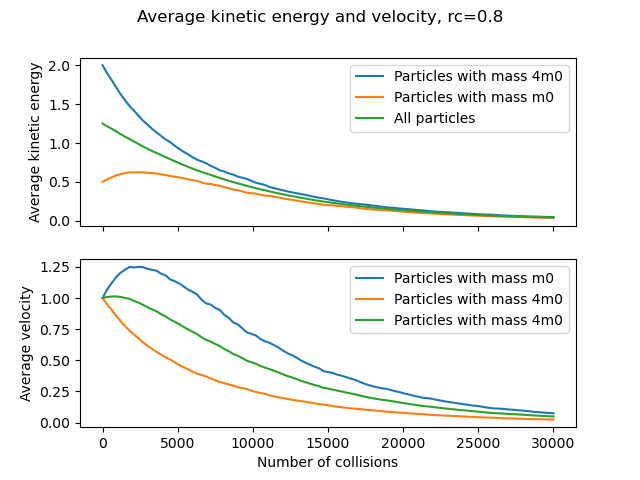 Average kinetic energy and velocity, rc=0.8
Average kinetic energy
2.0
1.5
1.0
0.5
0.0
Particles with mass 4m0
Particles with mass m0
All particles
Average velocity
1.25
1.00
0.75
0.50
0.25
0.00
Particles with mass m0
Particles with mass 4m0
Particles with mass 4m0
0 5000 10000 15000 20000 25000 30000
Number of collisions